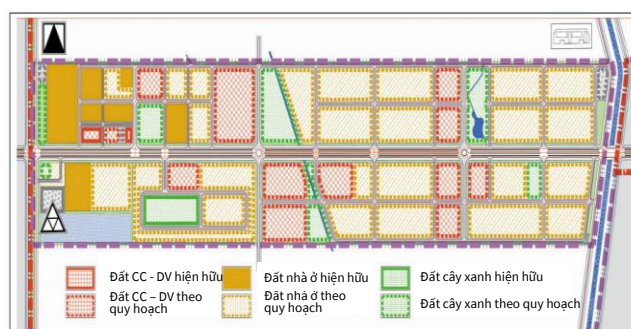 Đất CC - DV hiện hữu
Đất nhà ở hiện hữu
Đất cây xanh hiện hữu
Đất CC – DV theo
quy hoạch
Đất nhà ở theo
quy hoạch
Đất cây xanh theo quy hoạch